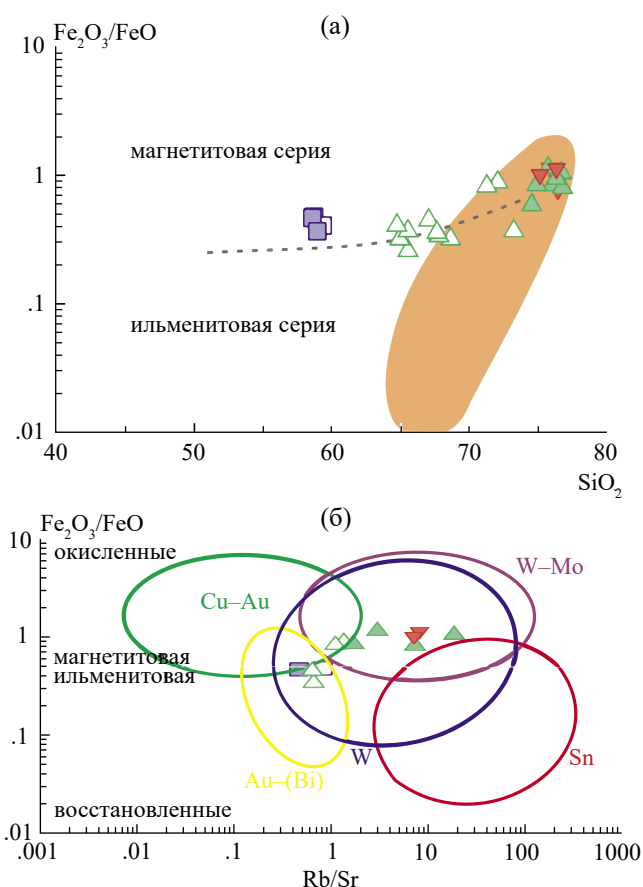 (а)
Fe₂O₃/FeO
10
магнетитовая серия
1
.1
ильменитовая серия
.01
40 50 60 70 80
SiO₂
(б)
Fe₂O₃/FeO
10
окисленные
W–Mo
Cu–Au
1
магнетитовая
ильменитовая
.1
W
Sn
Au–(Bi)
восстановленные
.01
.001 .01 .1 1 10 100 1000
Rb/Sr